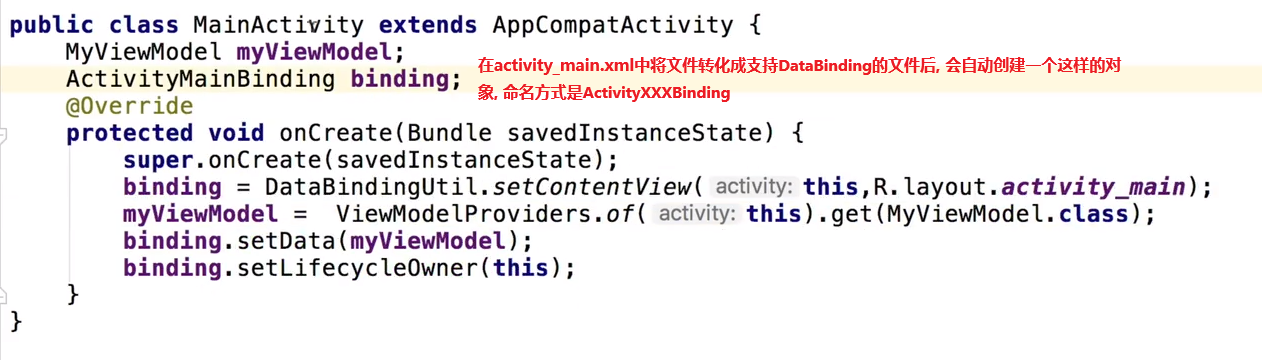 public class MainActivity extends AppCompatActivity {
MyViewModel myViewModel;
ActivityMainBinding binding;
在activity_main.xml中将文件转化成支持DataBinding的文件后, 会自动创建一个这样的对
象, 命名方式是ActivityXXXBinding
@Override
protected void onCreate(Bundle savedInstanceState) {
super.onCreate(savedInstanceState);
binding = DataBindingUtil.setContentView( activity: this,R.layout.activity_main);
myViewModel =  ViewModelProviders.of( activity: this).get(MyViewModel.class);
binding.setData(myViewModel);
binding.setLifecycleOwner(this);
}
}